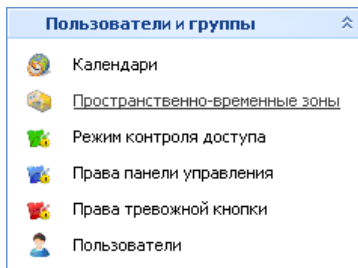 Пользователи и группы
Календари
Пространственно-временные зоны
Режим контроля доступа
Права панели управления
Права тревожной кнопки
Пользователи